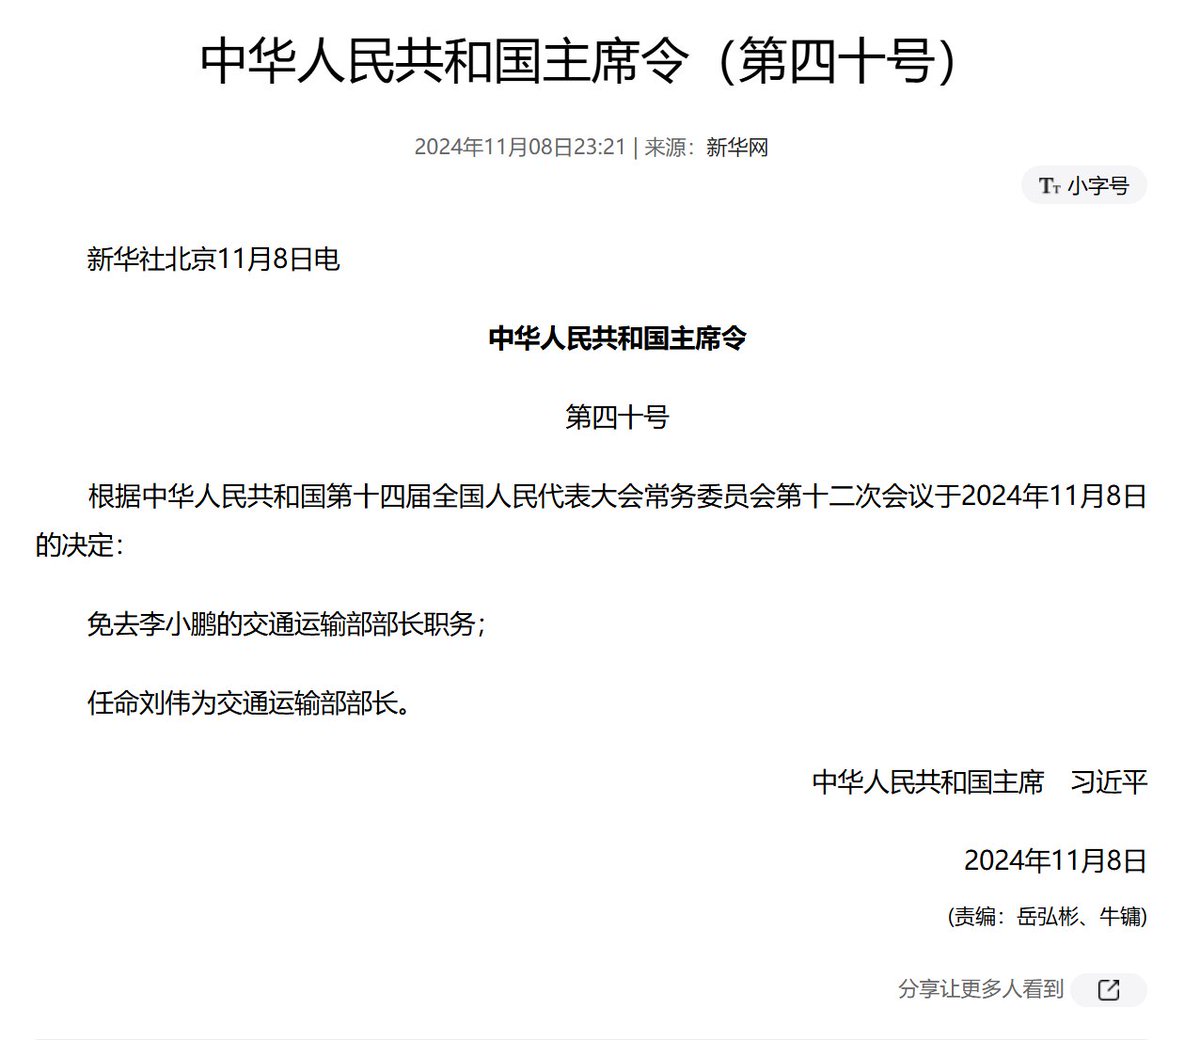 中华人民共和国主席令（第四十号）
2024年11月08日23:21 | 来源：新华网
Tт 小字号
新华社北京11月8日电
中华人民共和国主席令
第四十号
根据中华人民共和国第十四届全国人民代表大会常务委员会第十二次会议于2024年11月8日
的决定：
免去李小鹏的交通运输部部长职务；
任命刘伟为交通运输部部长。
中华人民共和国主席　习近平
2024年11月8日
(责编：岳弘彬、牛镛)
分享让更多人看到